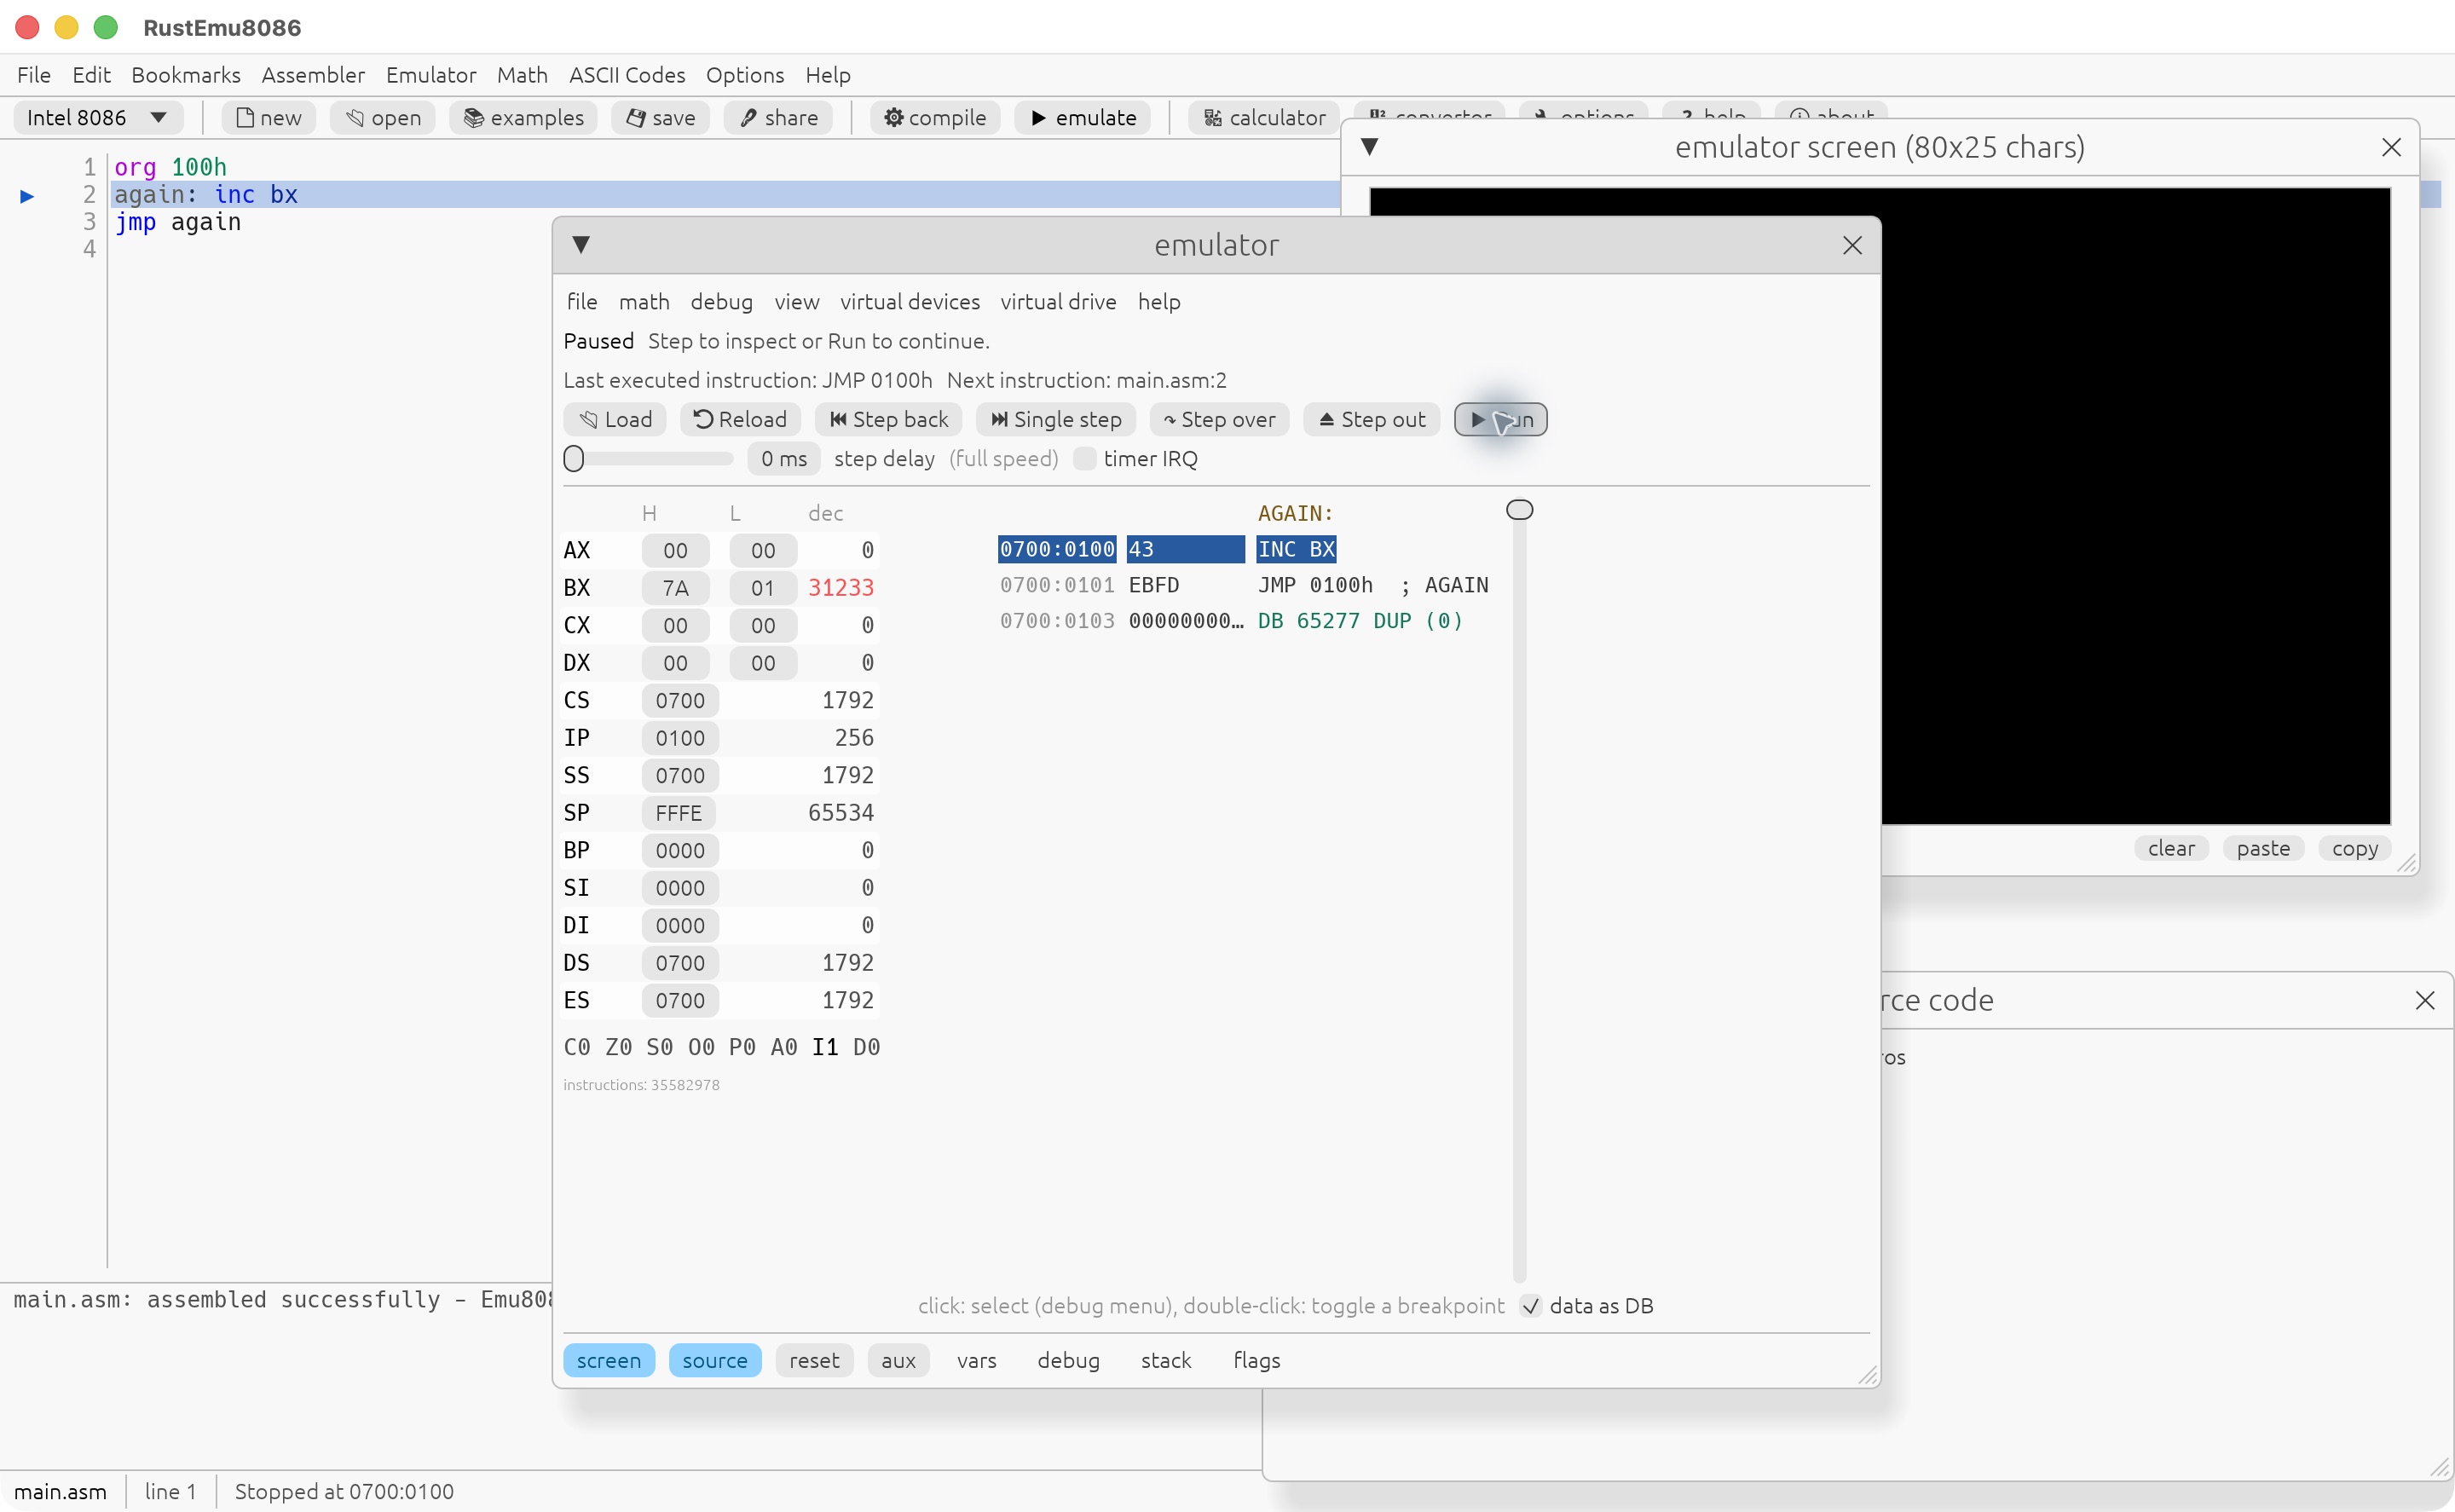 RustEmu8086
File Edit Bookmarks Assembler Emulator Math ASCII Codes Options Help
Intel 8086 new open examples save share compile emulate calculator convertor options help about
emulator screen (80x25 chars)
1 org 100h
2 again: inc bx
3 jmp again
4
emulator
file math debug view virtual devices virtual drive help
Paused Step to inspect or Run to continue.
Last executed instruction: JMP 0100h Next instruction: main.asm:2
Load Reload Step back Single step Step over Step out Run
0 ms step delay (full speed) timer IRQ
H L dec
AX 00 00 0
BX 7A 01 31233
CX 00 00 0
DX 00 00 0
CS 0700 1792
IP 0100 256
SS 0700 1792
SP FFFE 65534
BP 0000 0
SI 0000 0
DI 0000 0
DS 0700 1792
ES 0700 1792
C0 Z0 S0 O0 P0 A0 I1 D0
instructions: 35582978
AGAIN:
0700:0100 43 INC BX
0700:0101 EBFD JMP 0100h ; AGAIN
0700:0103 00000000… DB 65277 DUP (0)
click: select (debug menu), double-click: toggle a breakpoint data as DB
screen source reset aux vars debug stack flags
clear paste copy
rce code
ros
main.asm: assembled successfully - Emu808
main.asm line 1 Stopped at 0700:0100